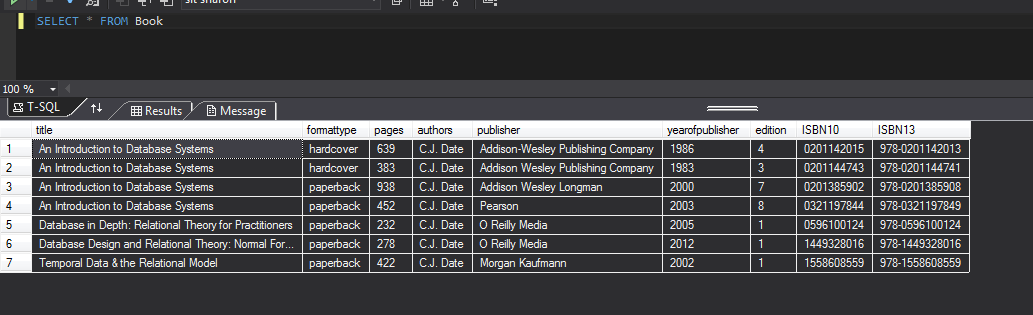 SELECT * FROM Book
100 %
T-SQL Results Message
title formattype pages authors publisher yearofpublisher edition ISBN10 ISBN13
1 An Introduction to Database Systems hardcover 639 C.J. Date Addison-Wesley Publishing Company 1986 4 0201142015 978-0201142013
2 An Introduction to Database Systems hardcover 383 C.J. Date Addison-Wesley Publishing Company 1983 3 0201144743 978-0201144741
3 An Introduction to Database Systems paperback 938 C.J. Date Addison Wesley Longman 2000 7 0201385902 978-0201385908
4 An Introduction to Database Systems paperback 452 C.J. Date Pearson 2003 8 0321197844 978-0321197849
5 Database in Depth: Relational Theory for Practitioners paperback 232 C.J. Date O Reilly Media 2005 1 0596100124 978-0596100124
6 Database Design and Relational Theory: Normal For... paperback 278 C.J. Date O Reilly Media 2012 1 1449328016 978-1449328016
7 Temporal Data & the Relational Model paperback 422 C.J. Date Morgan Kaufmann 2002 1 1558608559 978-1558608559